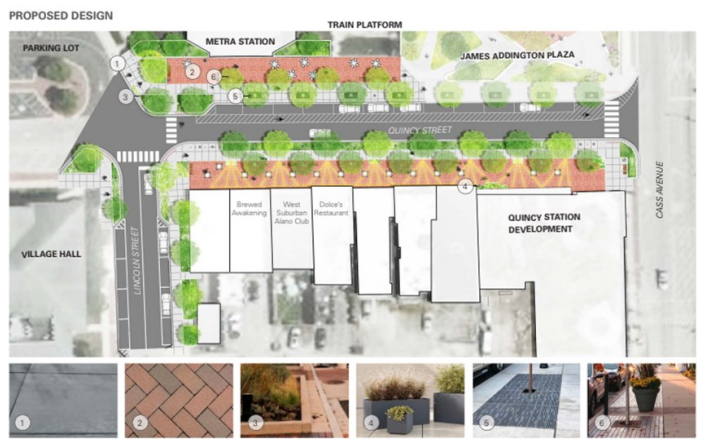 PROPOSED DESIGN
TRAIN PLATFORM
PARKING LOT
METRA STATION
JAMES ADDINGTON PLAZA
1
2
6
3
5
QUINCY STREET
4
CASS AVENUE
Brewed
Awakening
West
Suburban
Alano Club
Dolce's
Restaurant
QUINCY STATION
DEVELOPMENT
VILLAGE HALL
LINCOLN STREET
1
2
3
4
5
6